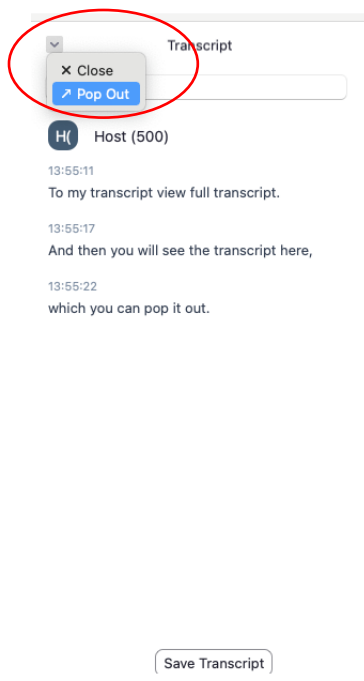 Transcript
✕ Close
↗ Pop Out
H( Host (500)
13:55:11
To my transcript view full transcript.
13:55:17
And then you will see the transcript here,
13:55:22
which you can pop it out.
Save Transcript